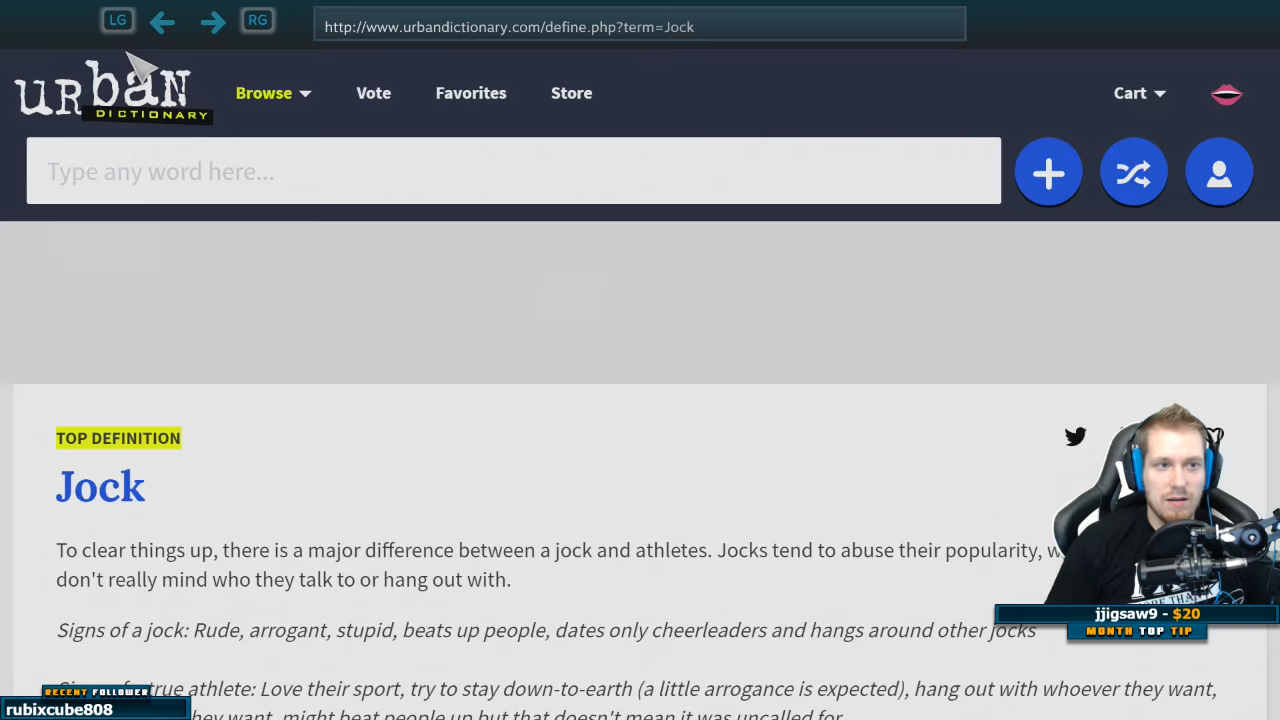 LG
RG
http://www.urbandictionary.com/define.php?term=Jock
urban
DICTIONARY
Browse
Vote
Favorites
Store
Cart
Type any word here...
TOP DEFINITION
Jock
To clear things up, there is a major difference between a jock and athletes. Jocks tend to abuse their popularity,
don't really mind who they talk to or hang out with.
Signs of a jock: Rude, arrogant, stupid, beats up people, dates only cheerleaders and hangs around other jocks
true athlete: Love their sport, try to stay down-to-earth (a little arrogance is expected), hang out with whoever they want,
they want, might beat people up but that doesn't mean it was uncalled for
jjigsaw9 - $20
MONTH TOP TIP
RECENT FOLLOWER
rubixcube808